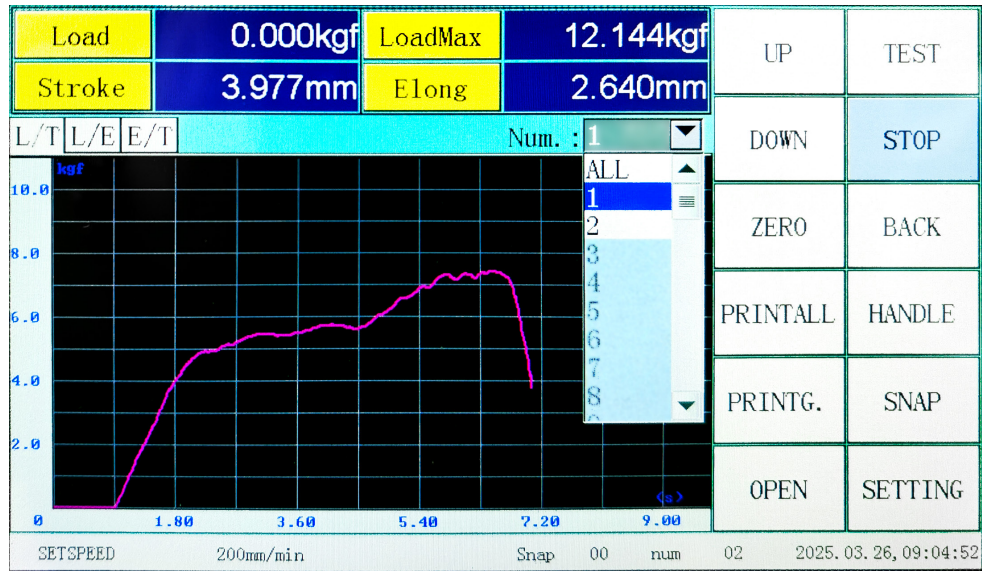 Load 0.000kgf LoadMax 12.144kgf
Stroke 3.977mm Elong 2.640mm
UP TEST
L/T L/E E/T Num. : 1
DOWN STOP
kgf
ALL
1
2
3
4
5
6
7
8
10.0
8.0
6.0
4.0
2.0
0 1.80 3.60 5.40 7.20 9.00
(s)
ZERO BACK
PRINTALL HANDLE
PRINTG. SNAP
OPEN SETTING
SETSPEED 200mm/min Snap 00 num 02 2025.03.26,09:04:52